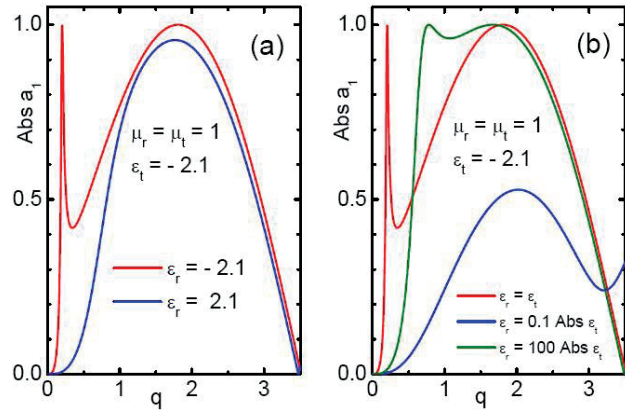 (a)
Abs a₁
1.0
0.5
0.0
μᵣ = μₜ = 1
εₜ = - 2.1
εᵣ = - 2.1
εᵣ = 2.1
0 1 2 3
q
(b)
Abs a₁
1.0
0.5
0.0
μᵣ = μₜ = 1
εₜ = - 2.1
εᵣ = εₜ
εᵣ = 0.1 Abs εₜ
εᵣ = 100 Abs εₜ
0 1 2 3
q